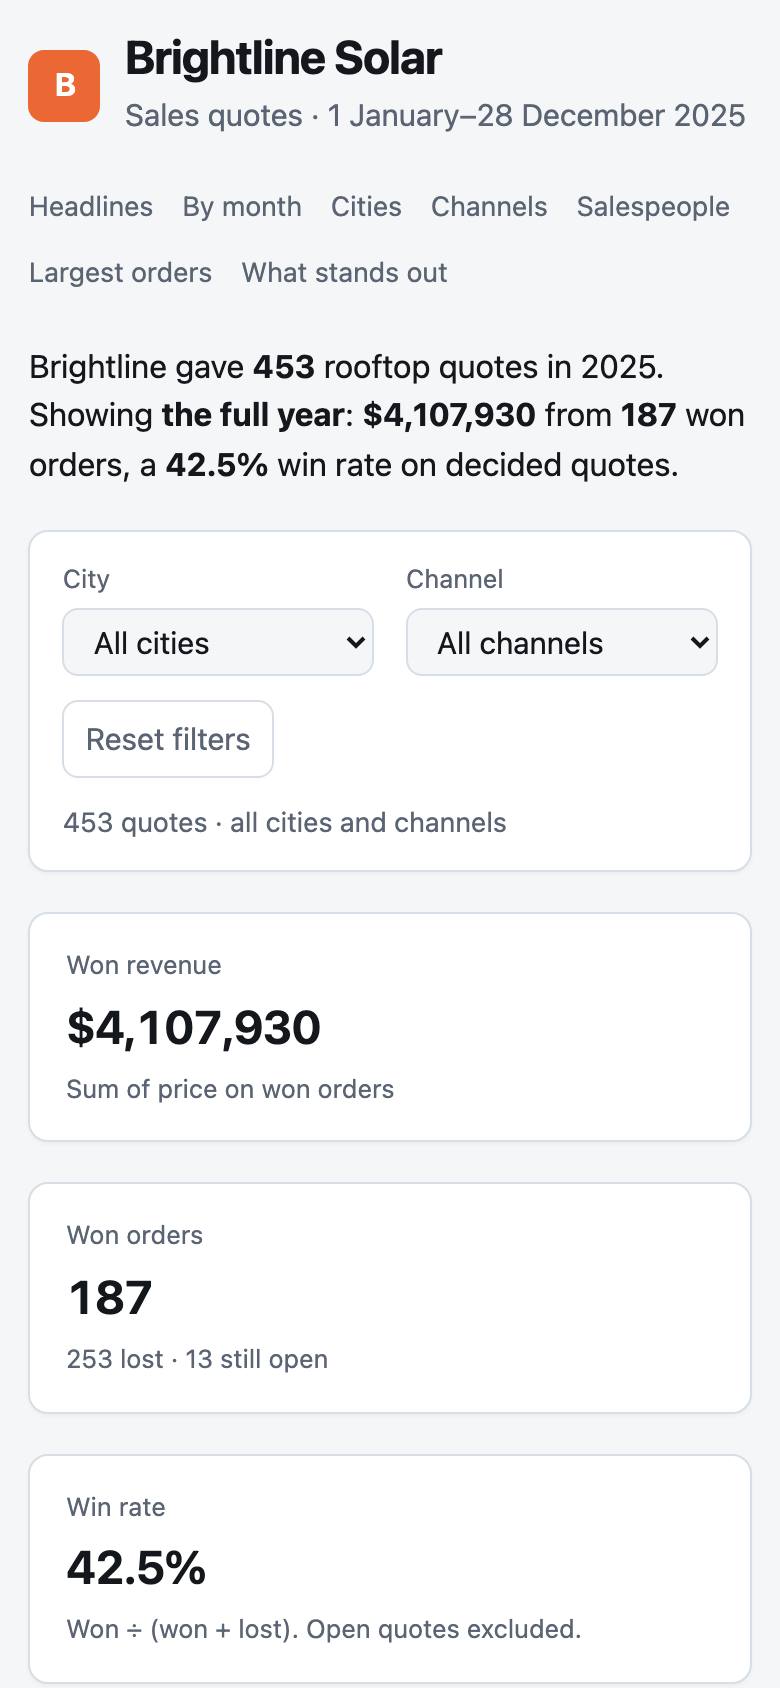 B
Brightline Solar
Sales quotes · 1 January–28 December 2025
Headlines By month Cities Channels Salespeople
Largest orders What stands out
Brightline gave 453 rooftop quotes in 2025.
Showing the full year: $4,107,930 from 187 won
orders, a 42.5% win rate on decided quotes.
City Channel
All cities All channels
Reset filters
453 quotes · all cities and channels
Won revenue
$4,107,930
Sum of price on won orders
Won orders
187
253 lost · 13 still open
Win rate
42.5%
Won ÷ (won + lost). Open quotes excluded.